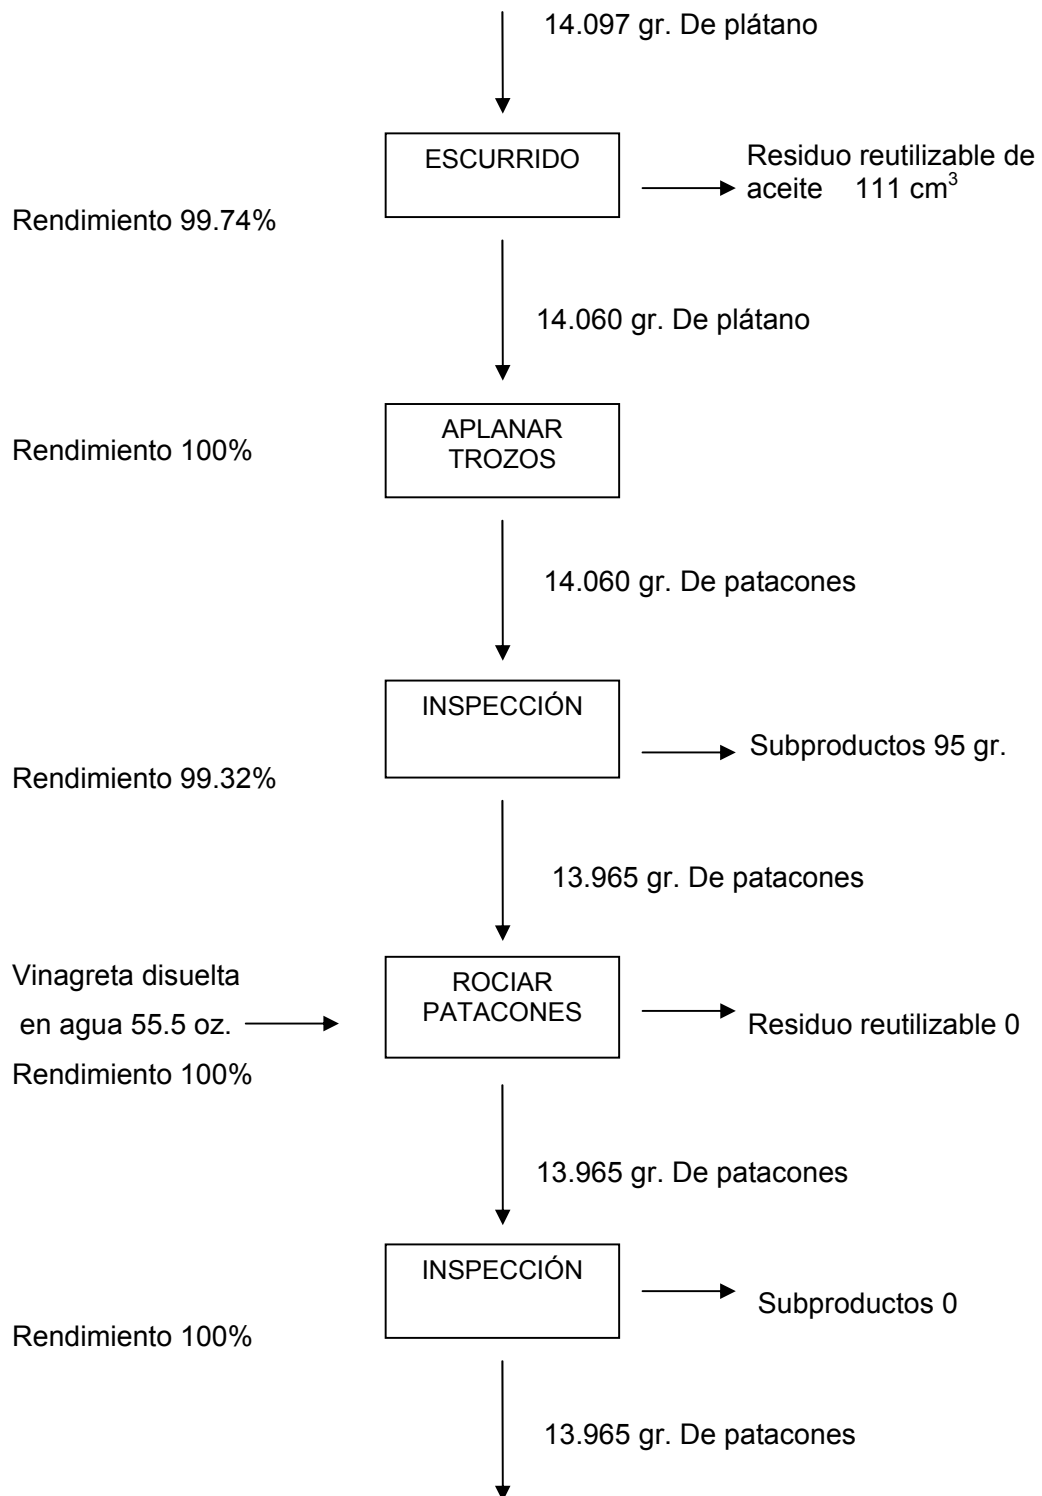 14.097 gr. De plátano
ESCURRIDO
Residuo reutilizable de
aceite 111 cm³
Rendimiento 99.74%
14.060 gr. De plátano
APLANAR
TROZOS
Rendimiento 100%
14.060 gr. De patacones
INSPECCIÓN
Subproductos 95 gr.
Rendimiento 99.32%
13.965 gr. De patacones
Vinagreta disuelta
en agua 55.5 oz.
ROCIAR
PATACONES
Residuo reutilizable 0
Rendimiento 100%
13.965 gr. De patacones
INSPECCIÓN
Subproductos 0
Rendimiento 100%
13.965 gr. De patacones